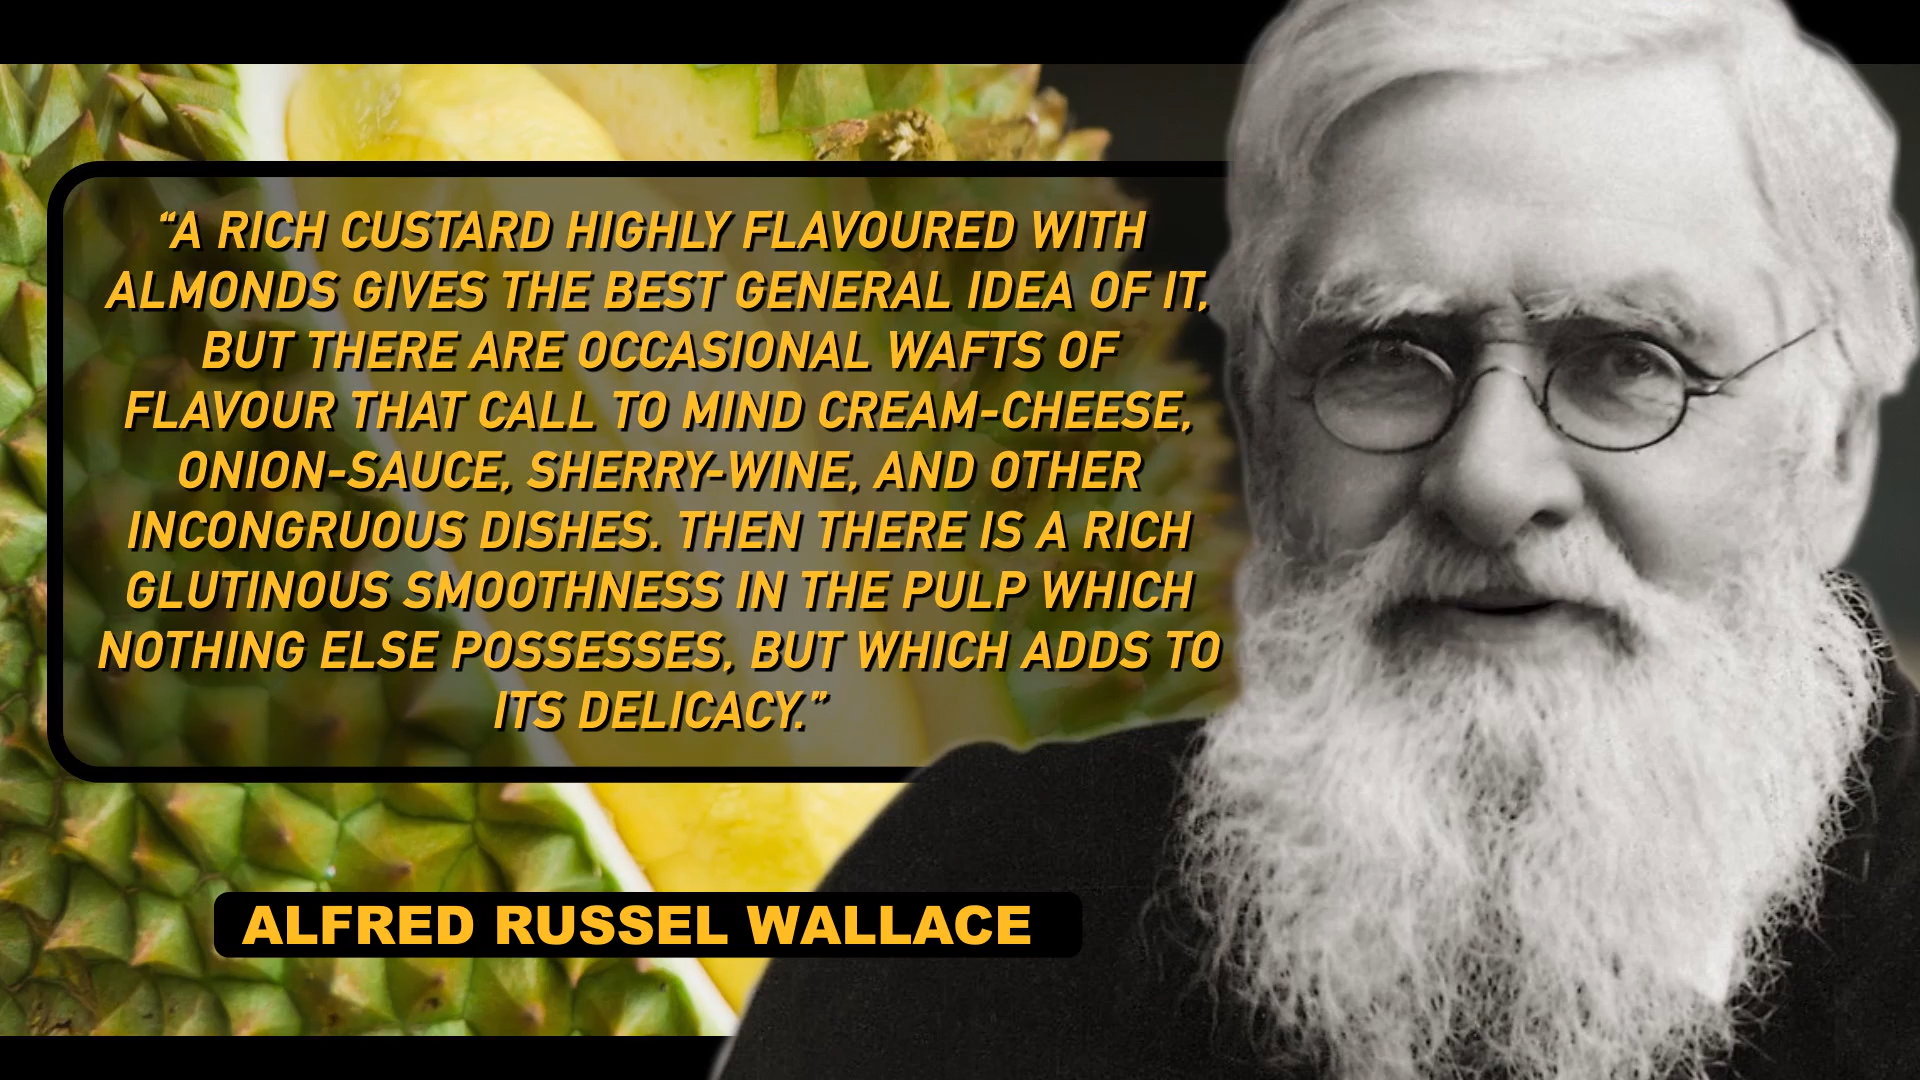 “A RICH CUSTARD HIGHLY FLAVOURED WITH
ALMONDS GIVES THE BEST GENERAL IDEA OF IT,
BUT THERE ARE OCCASIONAL WAFTS OF
FLAVOUR THAT CALL TO MIND CREAM-CHEESE,
ONION-SAUCE, SHERRY-WINE, AND OTHER
INCONGRUOUS DISHES. THEN THERE IS A RICH
GLUTINOUS SMOOTHNESS IN THE PULP WHICH
NOTHING ELSE POSSESSES, BUT WHICH ADDS TO
ITS DELICACY.”
ALFRED RUSSEL WALLACE